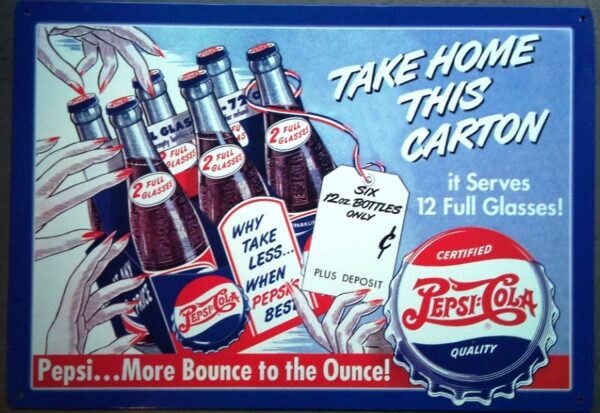 TAKE HOME
THIS
CARTON
it Serves
12 Full Glasses!
SIX
12 oz. BOTTLES
ONLY
¢
PLUS DEPOSIT
2 FULL
GLASSES
2 FULL
GLASSES
2 FULL
GLASSES
2 FULL
GLASSES
WHY
TAKE
LESS...
WHEN
PEPSI'S
BEST
PEPSI-COLA
CERTIFIED
PEPSI:COLA
®
QUALITY
Pepsi...More Bounce to the Ounce!